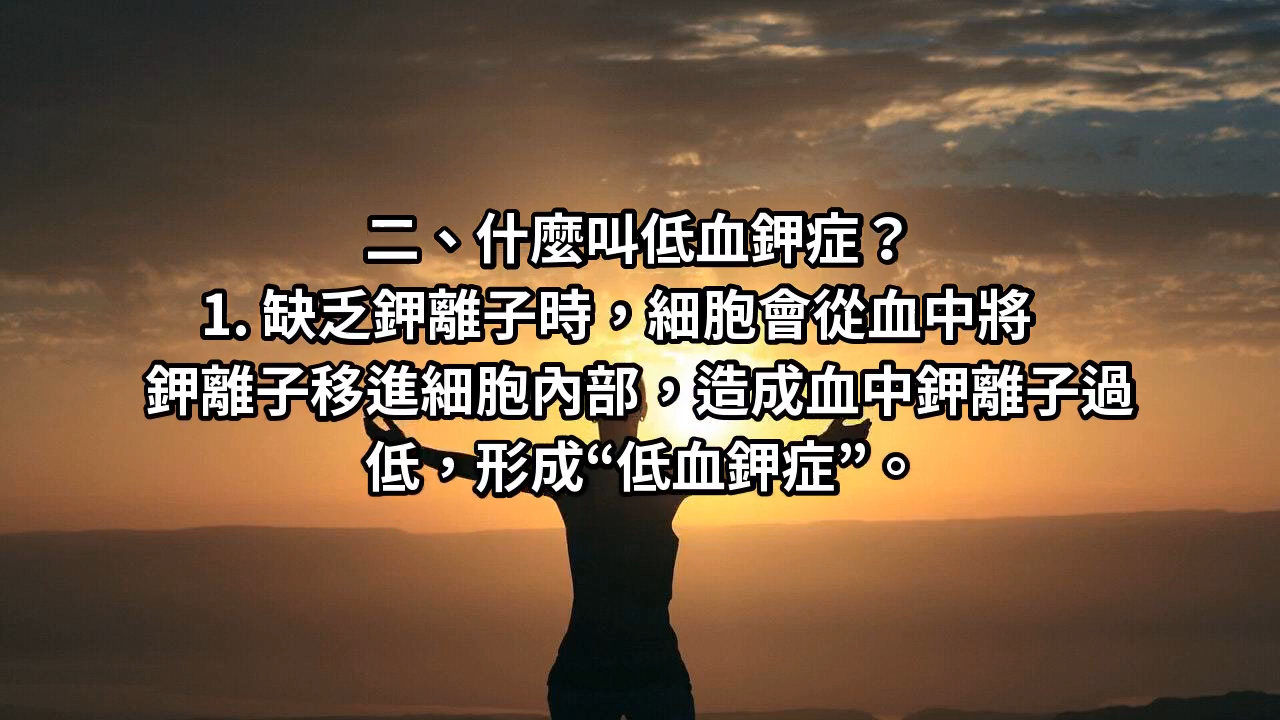 二、什麼叫低血鉀症？
1. 缺乏鉀離子時，細胞會從血中將
鉀離子移進細胞內部，造成血中鉀離子過
低，形成“低血鉀症”。